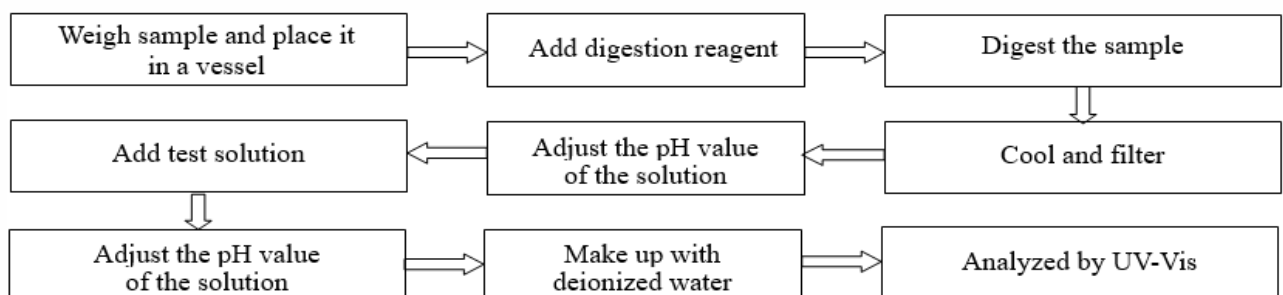 Weigh sample and place it
in a vessel
Add digestion reagent
Digest the sample
Cool and filter
Adjust the pH value
of the solution
Add test solution
Adjust the pH value
of the solution
Make up with
deionized water
Analyzed by UV-Vis